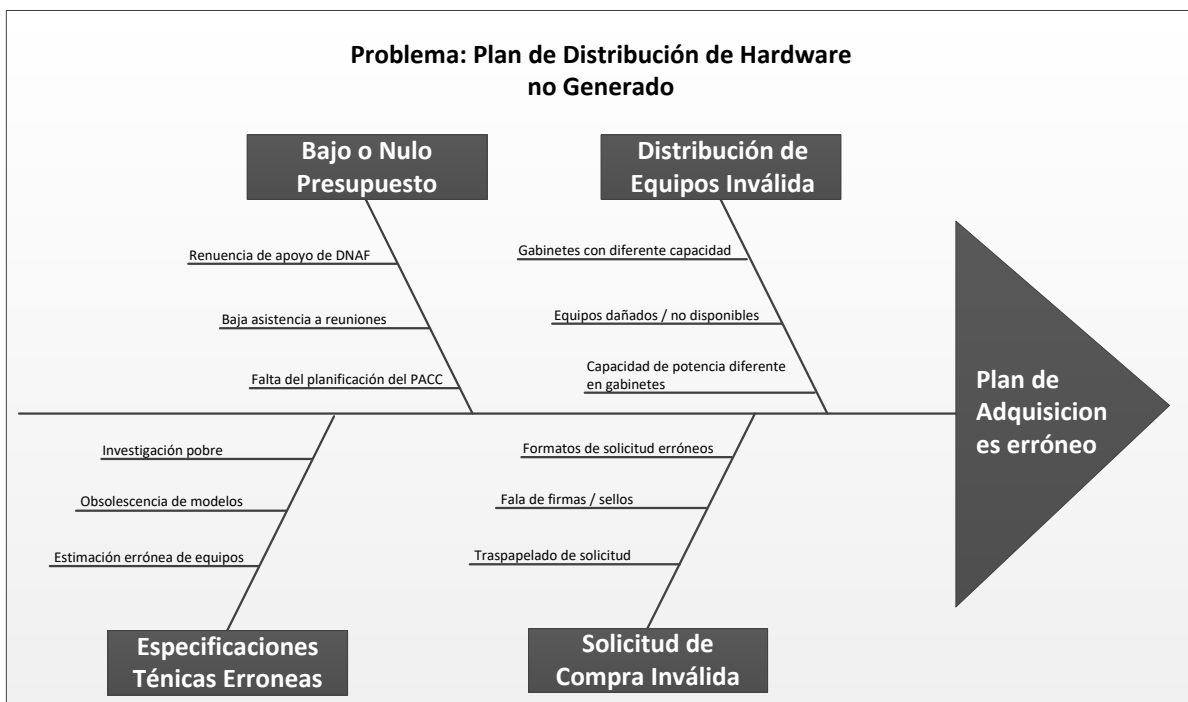 Problema: Plan de Distribución de Hardware
no Generado
Bajo o Nulo
Presupuesto
Distribución de
Equipos Inválida
Renuencia de apoyo de DNAF
Baja asistencia a reuniones
Falta del planificación del PACC
Gabinetes con diferente capacidad
Equipos dañados / no disponibles
Capacidad de potencia diferente
en gabinetes
Plan de
Adquisicion
es erróneo
Investigación pobre
Obsolescencia de modelos
Estimación errónea de equipos
Formatos de solicitud erróneos
Fala de firmas / sellos
Traspapelado de solicitud
Especificaciones
Ténicas Erroneas
Solicitud de
Compra Inválida